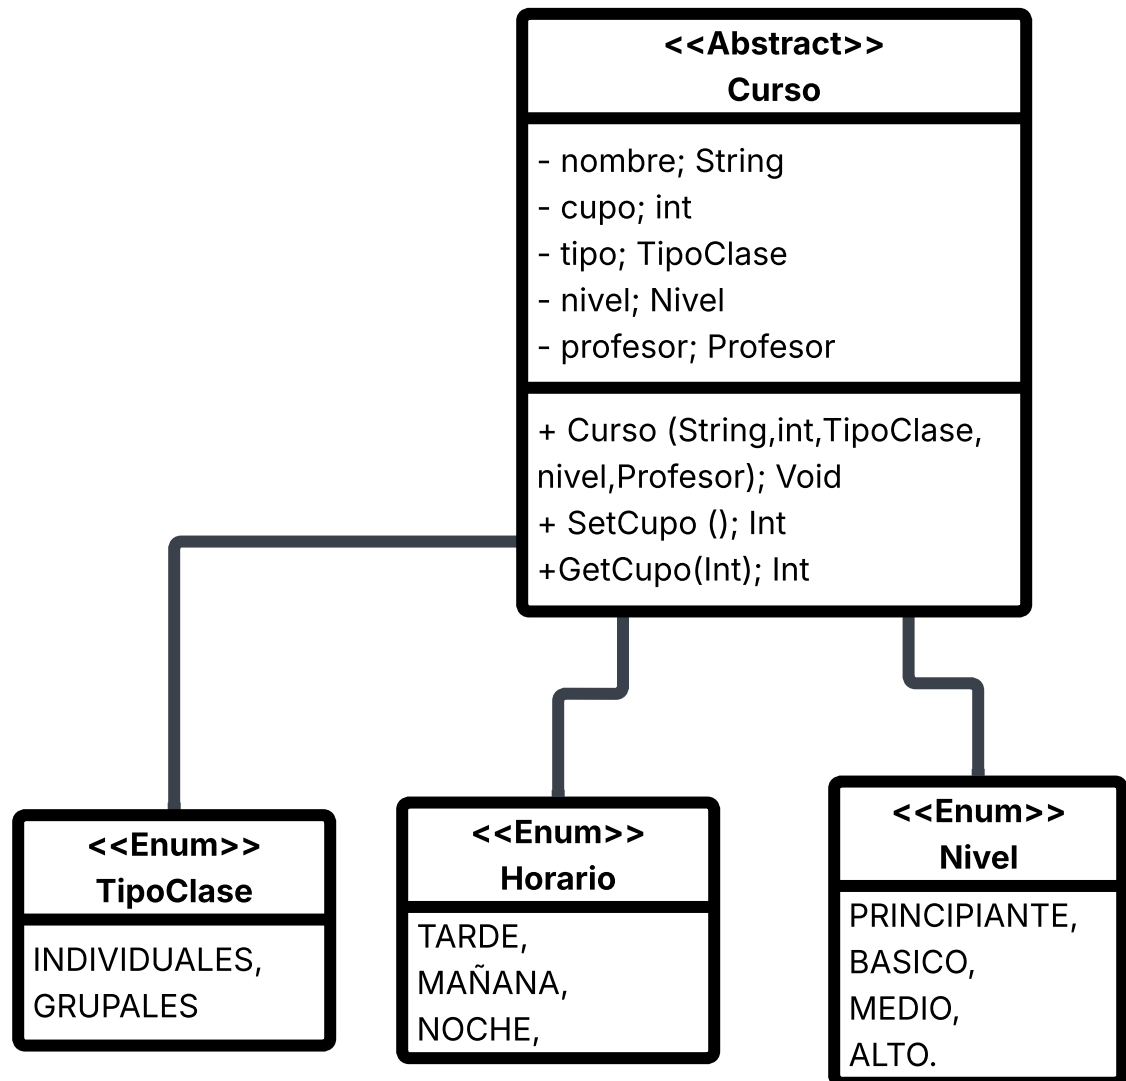 <<Abstract>>
Curso
- nombre; String
- cupo; int
- tipo; TipoClase
- nivel; Nivel
- profesor; Profesor
+ Curso (String,int,TipoClase,
nivel,Profesor); Void
+ SetCupo (); Int
+GetCupo(Int); Int
<<Enum>>
TipoClase
INDIVIDUALES,
GRUPALES
<<Enum>>
Horario
TARDE,
MAÑANA,
NOCHE,
<<Enum>>
Nivel
PRINCIPIANTE,
BASICO,
MEDIO,
ALTO.